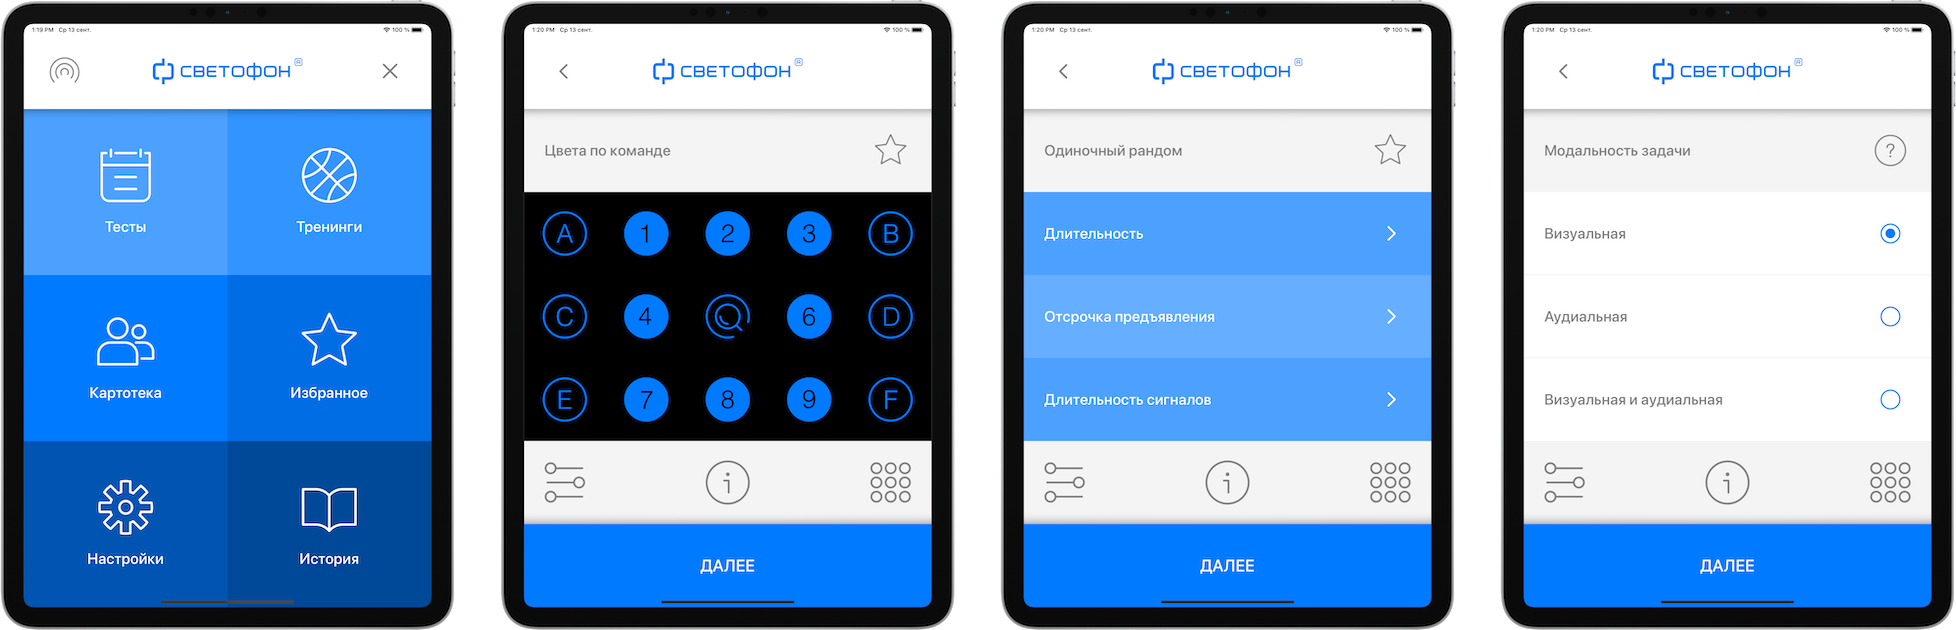 1:19 PM Ср 13 сент.
100 %
СВЕТОФОН ®
Тесты
Тренинги
Картотека
Избранное
Настройки
История
1:20 PM Ср 13 сент.
100 %
СВЕТОФОН ®
Цвета по команде
A 1 2 3 B
C 4 6 D
E 7 8 9 F
i
ДАЛЕЕ
1:20 PM Ср 13 сент.
100 %
СВЕТОФОН ®
Одиночный рандом
Длительность
Отсрочка предъявления
Длительность сигналов
i
ДАЛЕЕ
1:20 PM Ср 13 сент.
100 %
СВЕТОФОН ®
Модальность задачи
?
Визуальная
Аудиальная
Визуальная и аудиальная
i
ДАЛЕЕ